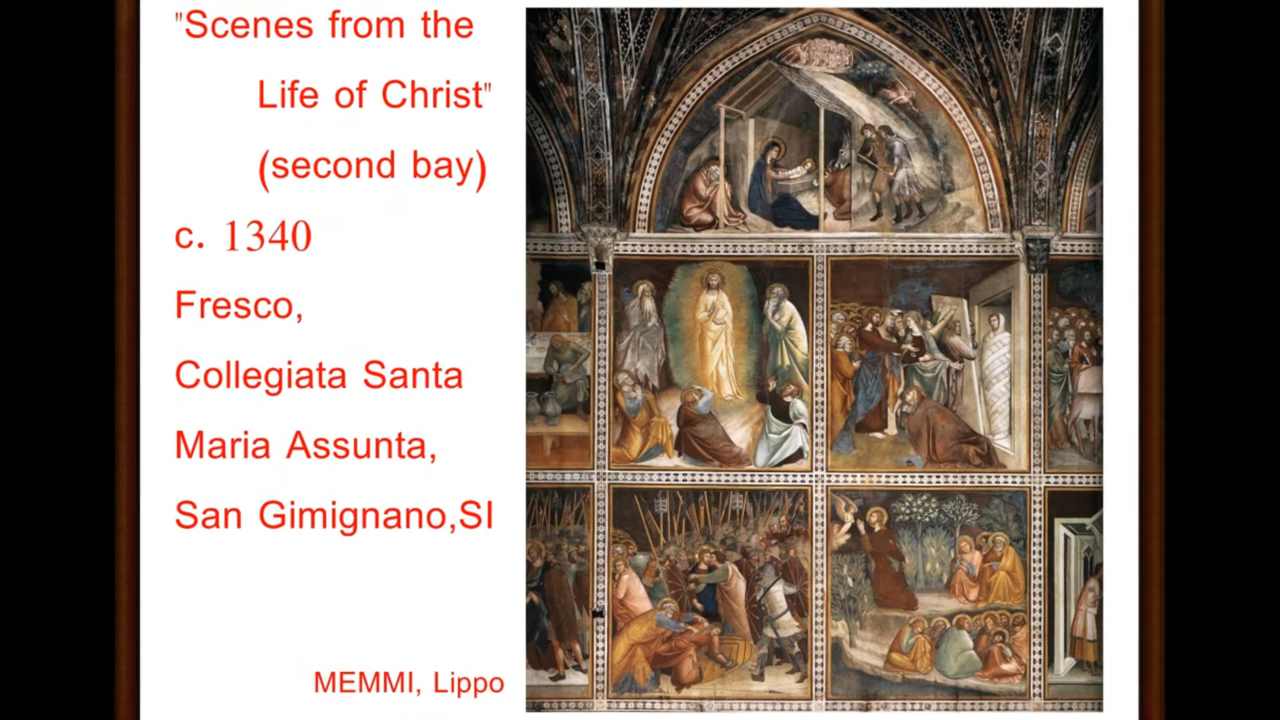 "Scenes from the
Life of Christ"
(second bay)
c. 1340
Fresco,
Collegiata Santa
Maria Assunta,
San Gimignano,SI
MEMMI, Lippo